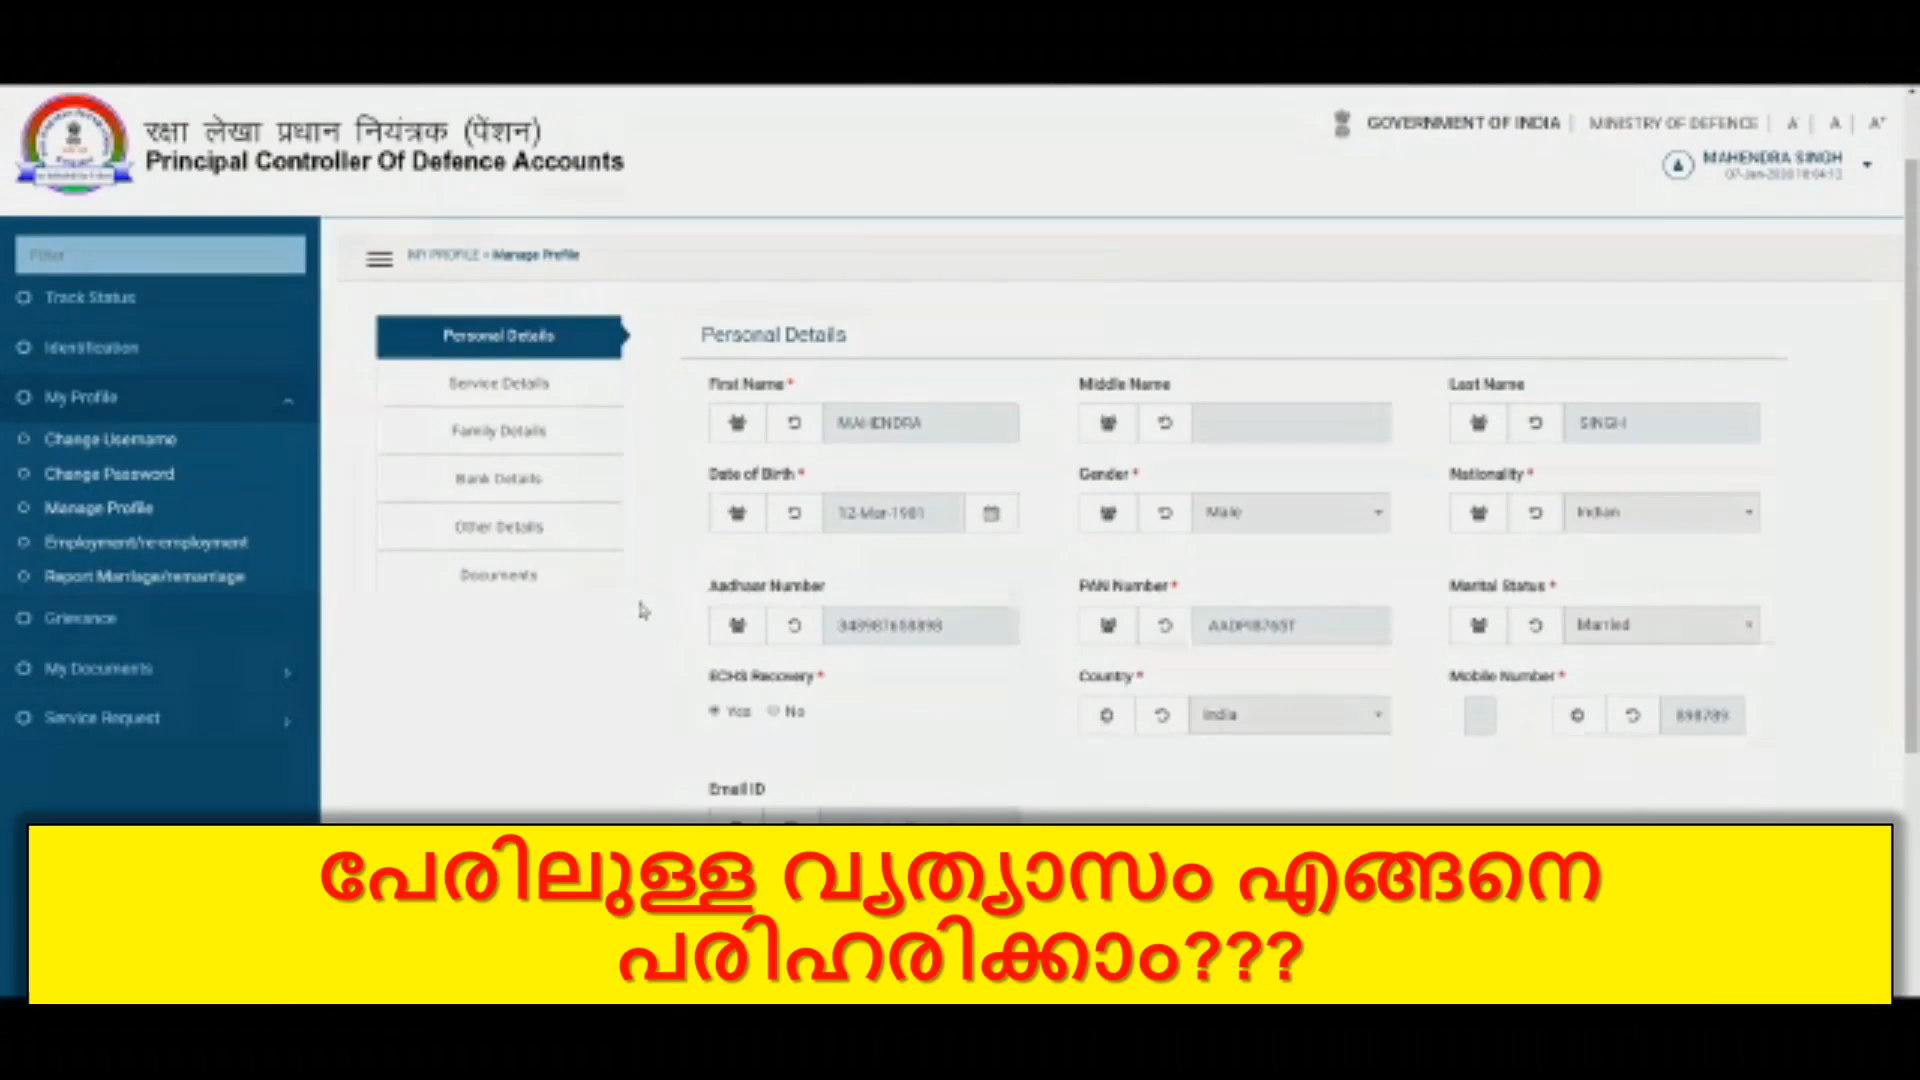 रक्षा लेखा प्रधान नियंत्रक (पेंशन)
Principal Controller Of Defence Accounts
GOVERNMENT OF INDIA | MINISTRY OF DEFENCE | A | A | A+
MAHENDRA SINGH
Filter
MY PROFILE » Manage Profile
Track Status
Identification
My Profile
Change Username
Change Password
Manage Profile
Employment/re-employment
Report Marriage/remarriage
Grievance
My Documents
Service Request
Personal Details
Service Details
Family Details
Bank Details
Other Details
Documents
Personal Details
First Name * Middle Name Last Name
MAHENDRA SINGH
Date of Birth * Gender * Nationality *
12-Mar-1981 Male Indian
Aadhaar Number PAN Number * Marital Status *
Married
ECHS Recovery * Country * Mobile Number *
Yes No India 898789
Email ID
പേരിലുള്ള വ്യത്യാസം എങ്ങനെ
പരിഹരിക്കാം???